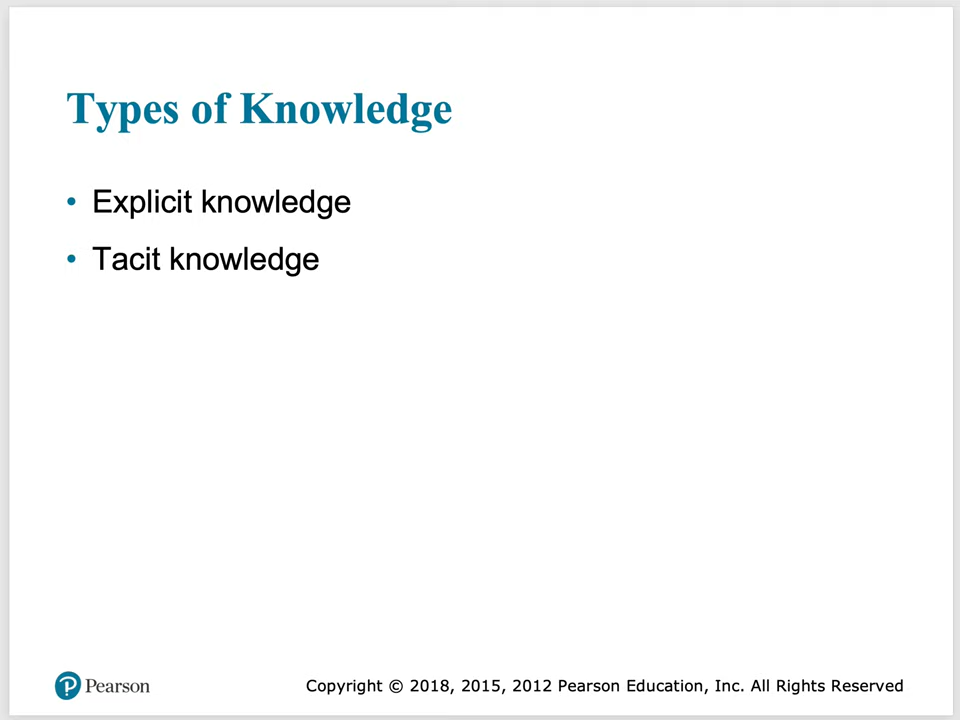 Types of Knowledge
• Explicit knowledge
• Tacit knowledge
Pearson
Copyright © 2018, 2015, 2012 Pearson Education, Inc. All Rights Reserved